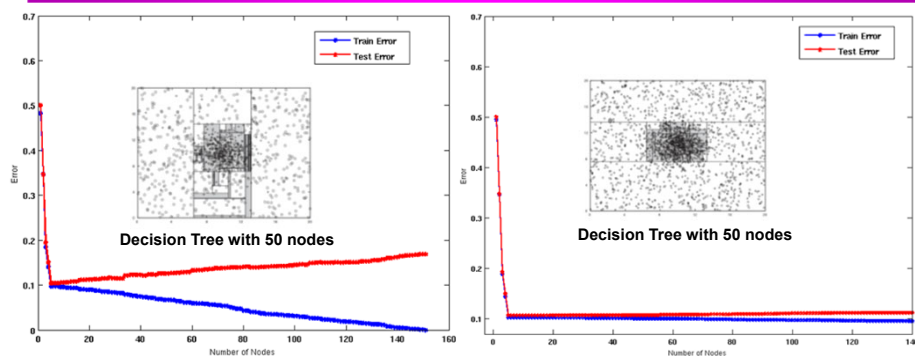 0.7
0.6
0.5
0.4
0.3
0.2
0.1
0
Error
0 20 40 60 80 100 120 140 160
Number of Nodes
Train Error
Test Error
Decision Tree with 50 nodes
0.7
0.6
0.5
0.4
0.3
0.2
0.1
Error
0 20 40 60 80 100 120 140
Number of Nodes
Train Error
Test Error
Decision Tree with 50 nodes